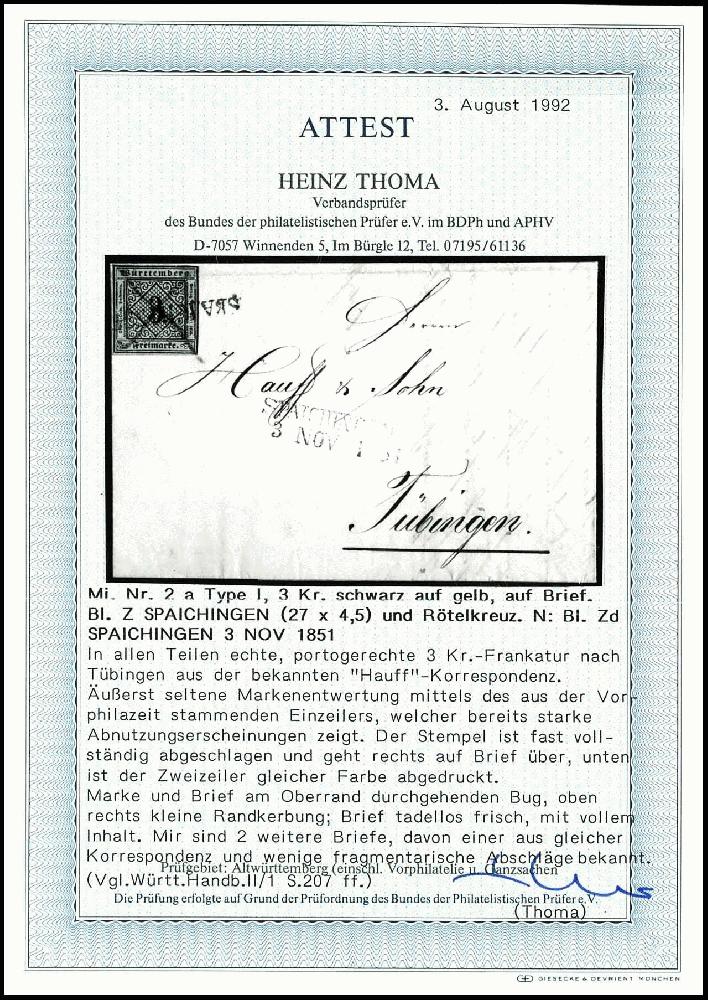 3. August 1992
ATTEST
HEINZ THOMA
Verbandsprüfer
des Bundes der philatelistischen Prüfer e.V. im BDPh und APHV
D-7057 Winnenden 5, Im Bürgle 12, Tel. 07195/61136
Württemberg
3
Freimarke.
Herrn
Hauff & Sohn
SPAICHINGEN
3 NOV 1 51
Tübingen.
Mi. Nr. 2 a Type I, 3 Kr. schwarz auf gelb, auf Brief.
Bl. Z SPAICHINGEN (27 x 4,5) und Rötelkreuz. N: Bl. Zd
SPAICHINGEN 3 NOV 1851
In allen Teilen echte, portogerechte 3 Kr.-Frankatur nach
Tübingen aus der bekannten "Hauff"-Korrespondenz.
Äußerst seltene Markenentwertung mittels des aus der Vor-
philazeit stammenden Einzeilers, welcher bereits starke
Abnutzungserscheinungen zeigt. Der Stempel ist fast voll-
ständig abgeschlagen und geht rechts auf Brief über, unten
ist der Zweizeiler gleicher Farbe abgedruckt.
Marke und Brief am Oberrand durchgehenden Bug, oben
rechts kleine Randkerbung; Brief tadellos frisch, mit vollem
Inhalt. Mir sind 2 weitere Briefe, davon einer aus gleicher
Korrespondenz und wenige fragmentarische Abschläge bekannt.
Prüfgebiet: Altwürttemberg (einschl. Vorphilatelie u. Ganzsachen
(Vgl.Württ.Handb.II/1 S.207 ff.)
Die Prüfung erfolgte auf Grund der Prüfordnung des Bundes der Philatelistischen Prüfer e.V.
(Thoma)
GIESECKE & DEVRIENT MÜNCHEN